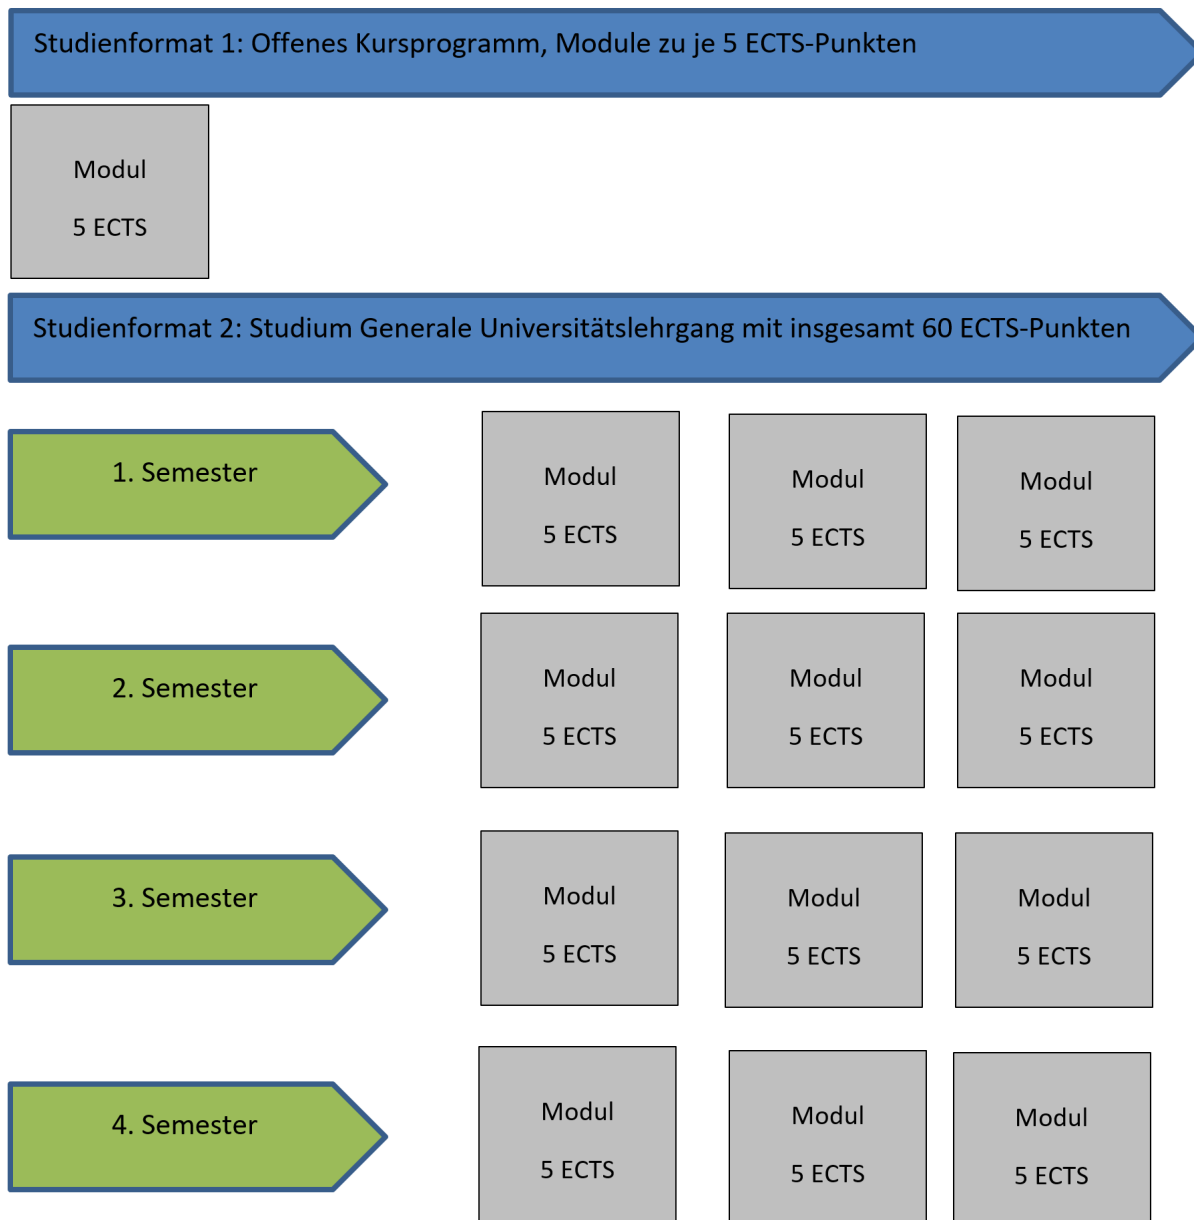 Studienformat 1: Offenes Kursprogramm, Module zu je 5 ECTS-Punkten
Modul
5 ECTS
Studienformat 2: Studium Generale Universitätslehrgang mit insgesamt 60 ECTS-Punkten
1. Semester
Modul
5 ECTS
Modul
5 ECTS
Modul
5 ECTS
2. Semester
Modul
5 ECTS
Modul
5 ECTS
Modul
5 ECTS
3. Semester
Modul
5 ECTS
Modul
5 ECTS
Modul
5 ECTS
4. Semester
Modul
5 ECTS
Modul
5 ECTS
Modul
5 ECTS